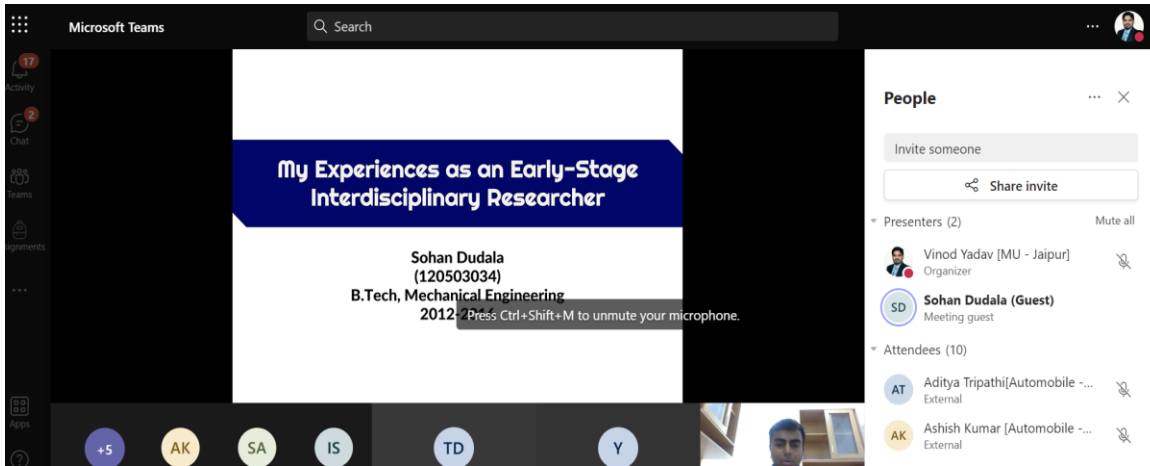 Microsoft Teams
Search
...
17
Activity
2
Chat
Teams
ignments
...
Apps
My Experiences as an Early-Stage
Interdisciplinary Researcher
Sohan Dudala
(120503034)
B.Tech, Mechanical Engineering
2012-
Press Ctrl+Shift+M to unmute your microphone.
+5
AK
SA
IS
TD
Y
People
...
Invite someone
Share invite
Presenters (2)
Mute all
Vinod Yadav [MU - Jaipur]
Organizer
SD
Sohan Dudala (Guest)
Meeting guest
Attendees (10)
AT
Aditya Tripathi[Automobile -...
External
AK
Ashish Kumar [Automobile -...
External